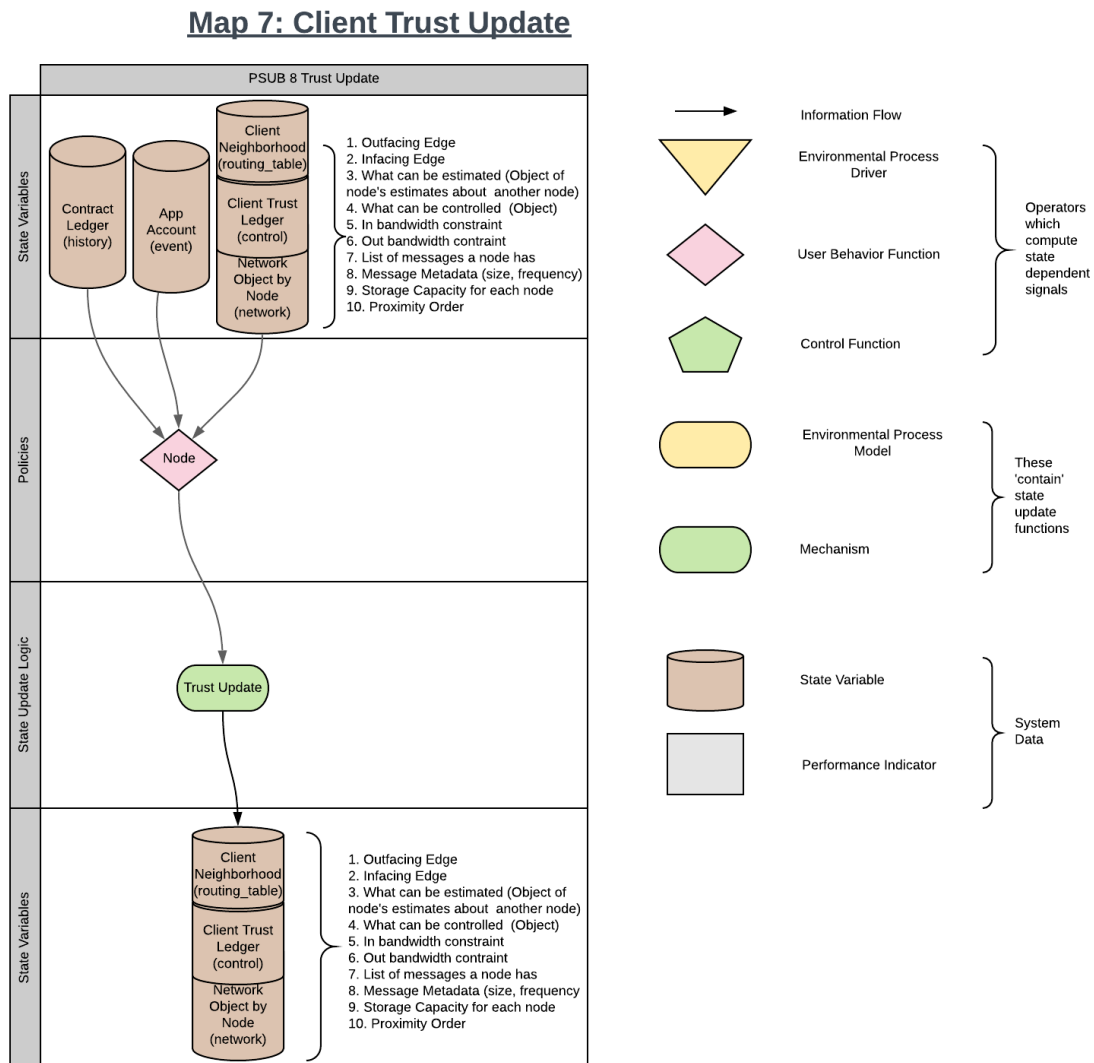 Map 7: Client Trust Update
PSUB 8 Trust Update
State Variables
Contract
Ledger
(history)
App
Account
(event)
Client
Neighborhood
(routing_table)
Client Trust
Ledger
(control)
Network
Object by
Node
(network)
1. Outfacing Edge
2. Infacing Edge
3. What can be estimated (Object of
node's estimates about another node)
4. What can be controlled (Object)
5. In bandwidth constraint
6. Out bandwidth contraint
7. List of messages a node has
8. Message Metadata (size, frequency)
9. Storage Capacity for each node
10. Proximity Order
Policies
Node
State Update Logic
Trust Update
State Variables
Client
Neighborhood
(routing_table)
Client Trust
Ledger
(control)
Network
Object by
Node
(network)
1. Outfacing Edge
2. Infacing Edge
3. What can be estimated (Object of
node's estimates about another node)
4. What can be controlled (Object)
5. In bandwidth constraint
6. Out bandwidth contraint
7. List of messages a node has
8. Message Metadata (size, frequency
9. Storage Capacity for each node
10. Proximity Order
Information Flow
Environmental Process
Driver
User Behavior Function
Control Function
Operators
which
compute
state
dependent
signals
Environmental Process
Model
Mechanism
These
'contain'
state
update
functions
State Variable
Performance Indicator
System
Data